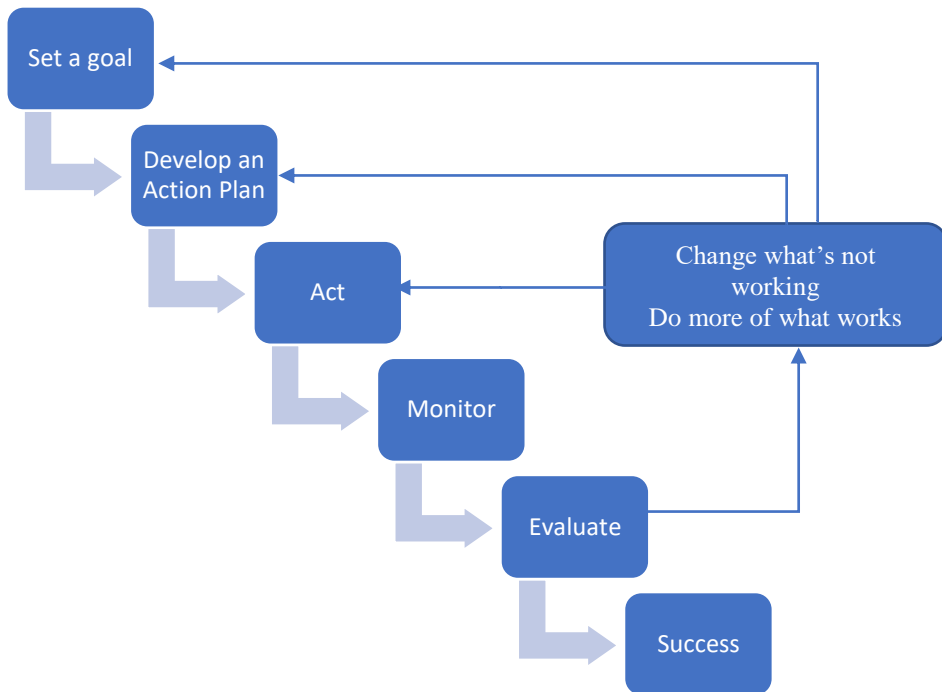 Set a goal
Develop an
Action Plan
Act
Change what’s not
working
Do more of what works
Monitor
Evaluate
Success